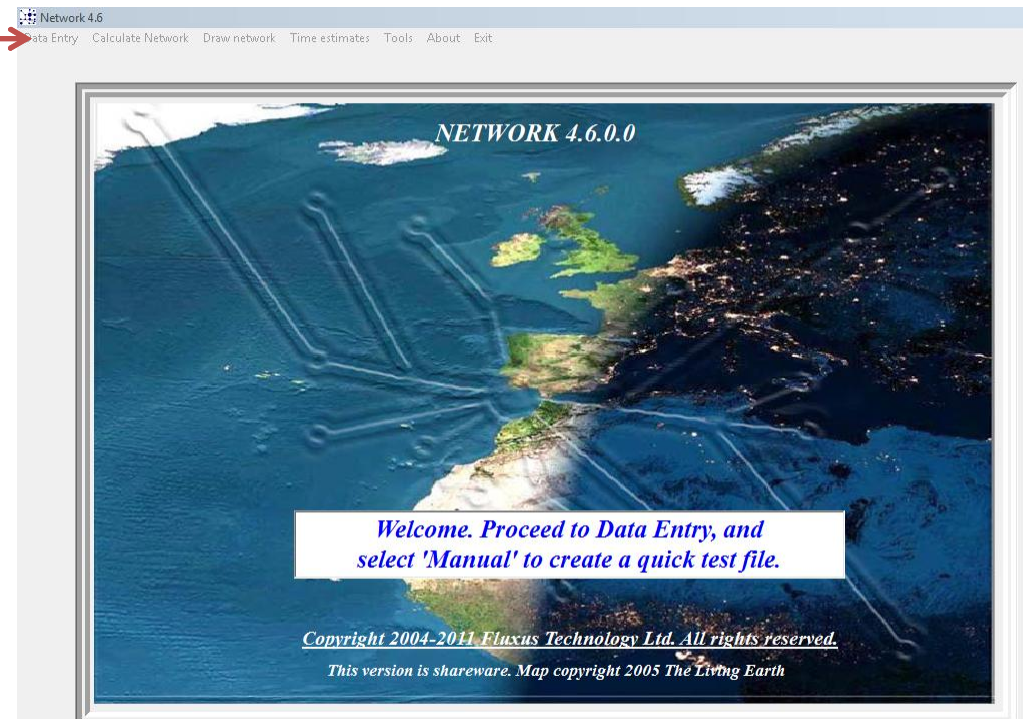 Network 4.6
Data Entry Calculate Network Draw network Time estimates Tools About Exit
NETWORK 4.6.0.0
Welcome. Proceed to Data Entry, and
select 'Manual' to create a quick test file.
Copyright 2004-2011 Fluxus Technology Ltd. All rights reserved.
This version is shareware. Map copyright 2005 The Living Earth